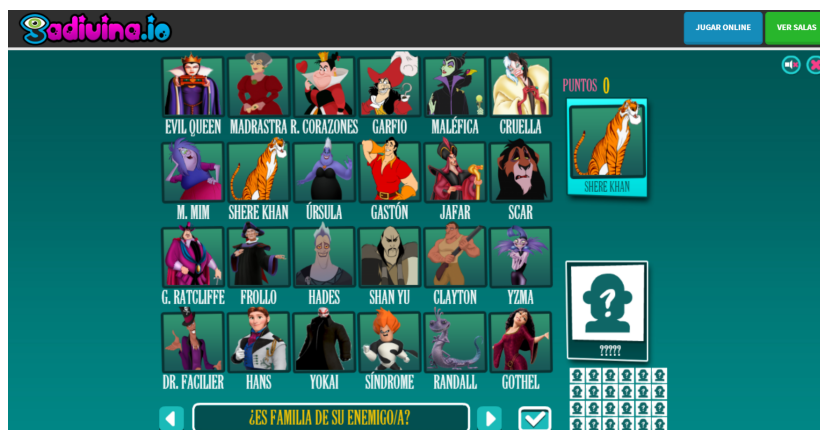 adivina.io
JUGAR ONLINE
VER SALAS
EVIL QUEEN MADRASTRA R. CORAZONES GARFIO MALÉFICA CRUELLA
M. MIM SHERE KHAN ÚRSULA GASTÓN JAFAR SCAR
G. RATCLIFFE FROLLO HADES SHAN YU CLAYTON YZMA
DR. FACILIER HANS YOKAI SÍNDROME RANDALL GOTHEL
¿ES FAMILIA DE SU ENEMIGO/A?
PUNTOS 0
SHERE KHAN
?
?????